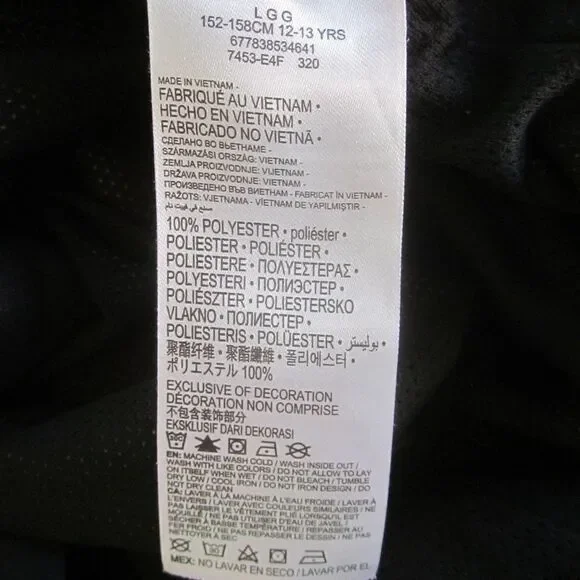 L G G
152-158CM 12-13 YRS
677838534641
7453-E4F 320
MADE IN VIETNAM -
FABRIQUÉ AU VIETNAM •
HECHO EN VIETNAM •
FABRICADO NO VIETNÃ •
СДЕЛАНО ВО ВЬЕТНАМЕ -
SZÁRMAZÁSI ORSZÁG: VIETNAM -
ZEMLJA PROIZVODNJE: VIETNAM -
DRŽAVA PROIZVODNJE: VIETNAM -
ПРОИЗВЕДЕНО ВЪВ ВИЕТНАМ - FABRICAT ÎN VIETNAM -
RAŽOTS: VJETNAMA - VİETNAM DE YAPILMIŞTIR -
صنع في فييت نام
100% POLYESTER • poliéster •
POLIESTER • POLIÉSTER •
POLIESTERE • ΠΟΛΥΕΣΤΕΡΑΣ •
POLYESTERI • ПОЛИЭСТЕР •
POLIÉSZTER • POLIESTERSKO
VLAKNO • ПОЛИЕСТЕР •
POLIESTERIS • POLÜESTER • بوليستر •
聚酯纤维 • 聚酯纖維 • 폴리에스터 •
ポリエステル 100%
EXCLUSIVE OF DECORATION
DÉCORATION NON COMPRISE
不包含装饰部分
EKSKLUSIF DARI DEKORASI
EN: MACHINE WASH COLD / WASH INSIDE OUT /
WASH WITH LIKE COLORS / DO NOT ALLOW TO LAY
ON ITSELF WHEN WET / DO NOT BLEACH / TUMBLE
DRY LOW / COOL IRON / DO NOT IRON DESIGN / DO
NOT DRY CLEAN
CA: LAVER À LA MACHINE À L'EAU FROIDE / LAVER À
L'ENVERS / LAVER AVEC COULEURS SIMILAIRES / NE
PAS LAISSER LE VÊTEMENT PLIÉ LORSQU'IL EST
MOUILLÉ / NE PAS UTILISER D'EAU DE JAVEL /
SÉCHER À BASSE TEMPÉRATURE / REPASSER AU
FER FROID / NE PAS REPASSER LE DESSIN / NE PAS
NETTOYER À SEC
MEX: NO LAVAR EN SECO / LAVAR POR EL